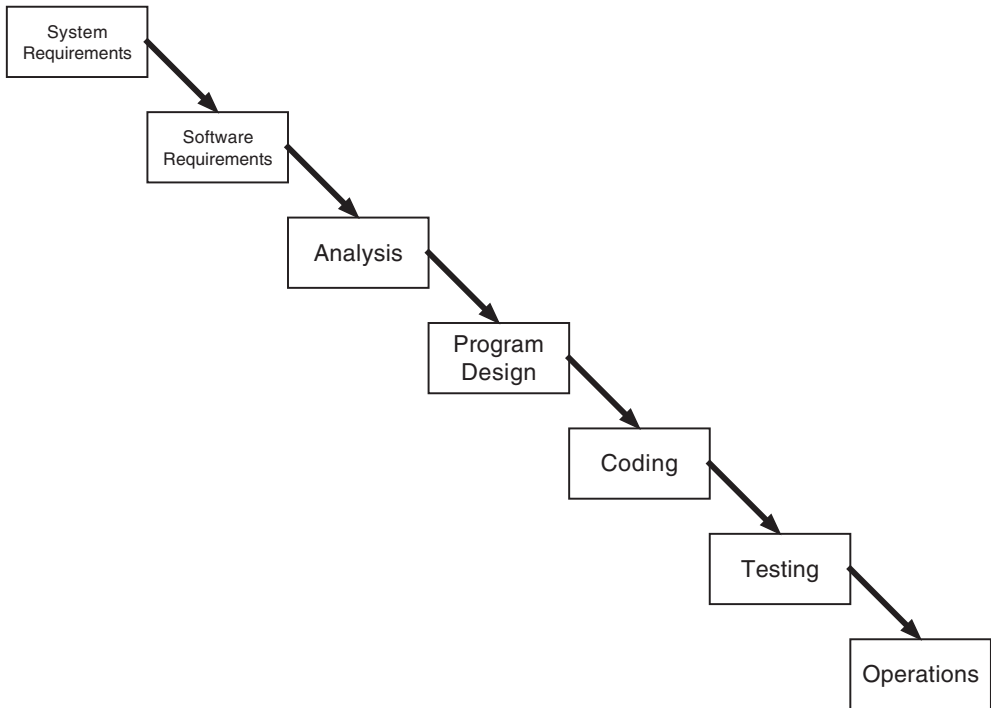 System
Requirements
Software
Requirements
Analysis
Program
Design
Coding
Testing
Operations